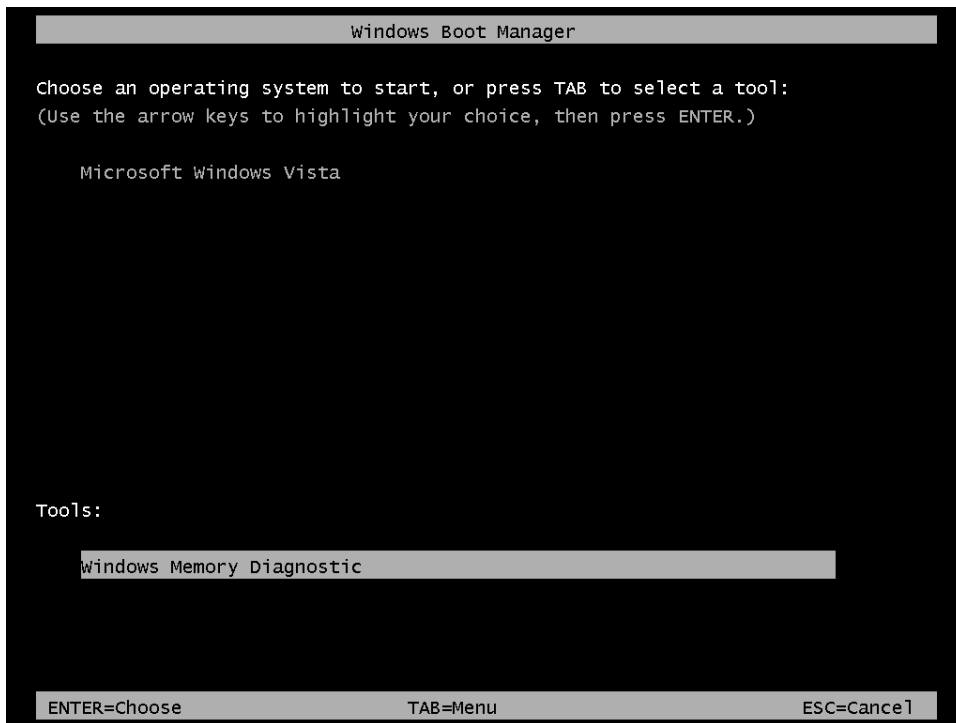 Windows Boot Manager
Choose an operating system to start, or press TAB to select a tool:
(Use the arrow keys to highlight your choice, then press ENTER.)
Microsoft Windows Vista
Tools:
Windows Memory Diagnostic
ENTER=Choose TAB=Menu ESC=Cancel